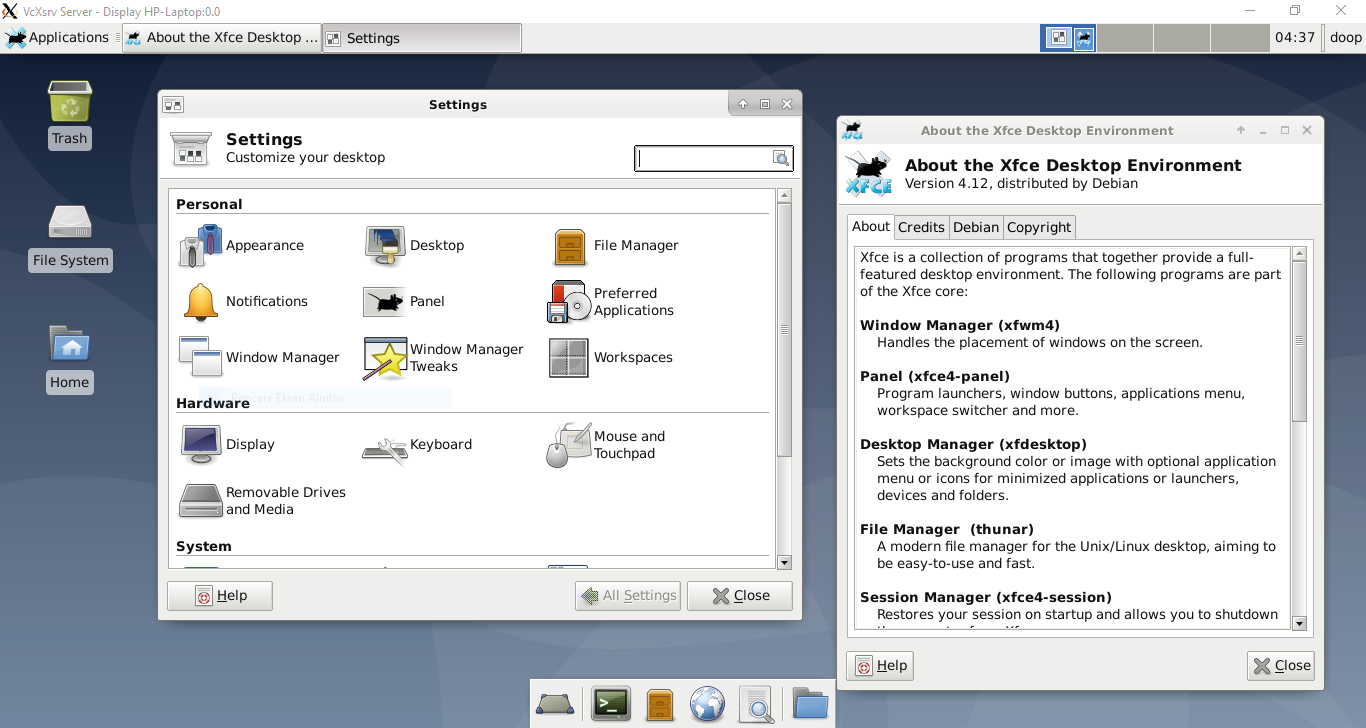 VcXsrv Server - Display HP-Laptop:0.0
Applications
About the Xfce Desktop ...
Settings
04:37
doop
Trash
File System
Home
Settings
Settings
Customize your desktop
Personal
Appearance
Desktop
File Manager
Notifications
Panel
Preferred
Applications
Window Manager
Window Manager
Tweaks
Workspaces
Pencere Ekran Alıntısı
Hardware
Display
Keyboard
Mouse and
Touchpad
Removable Drives
and Media
System
Help
All Settings
Close
About the Xfce Desktop Environment
XFCE
About the Xfce Desktop Environment
Version 4.12, distributed by Debian
About
Credits
Debian
Copyright
Xfce is a collection of programs that together provide a full-
featured desktop environment. The following programs are part
of the Xfce core:
Window Manager (xfwm4)
Handles the placement of windows on the screen.
Panel (xfce4-panel)
Program launchers, window buttons, applications menu,
workspace switcher and more.
Desktop Manager (xfdesktop)
Sets the background color or image with optional application
menu or icons for minimized applications or launchers,
devices and folders.
File Manager  (thunar)
A modern file manager for the Unix/Linux desktop, aiming to
be easy-to-use and fast.
Session Manager (xfce4-session)
Restores your session on startup and allows you to shutdown
Help
Close